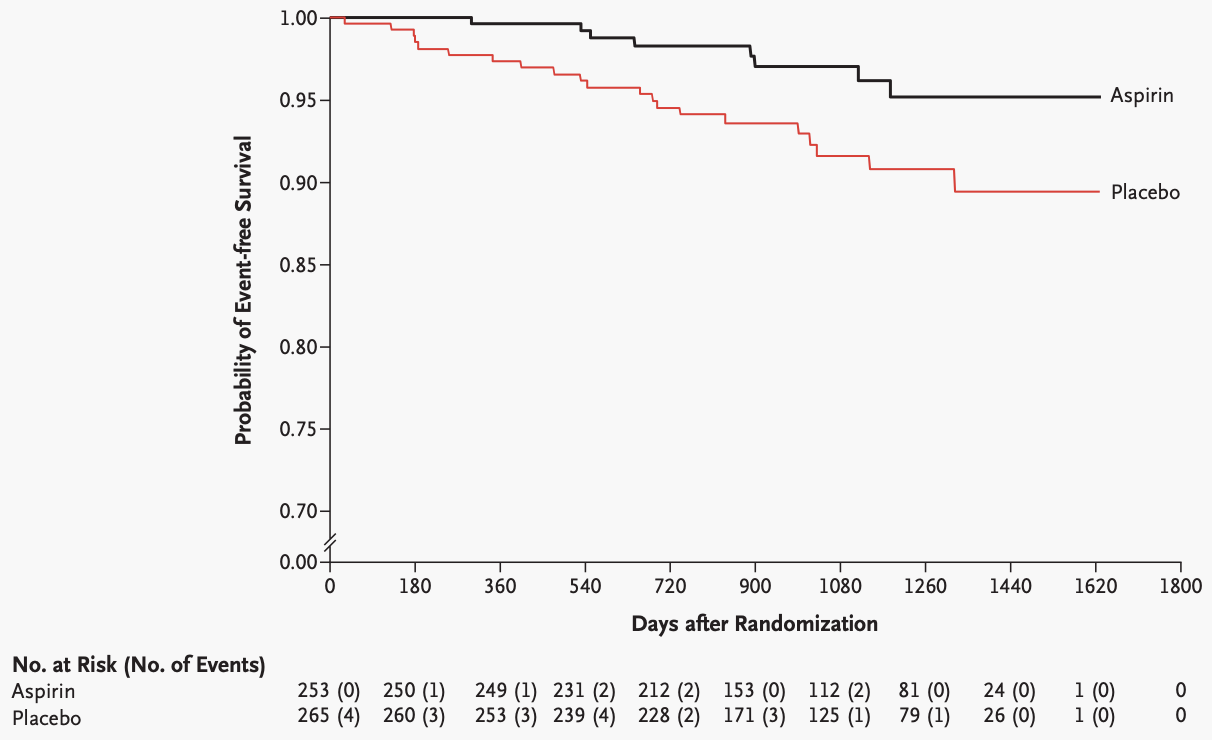 1.00
0.95
0.90
0.85
0.80
0.75
0.70
0.00
Probability of Event-free Survival
Aspirin
Placebo
0 180 360 540 720 900 1080 1260 1440 1620 1800
Days after Randomization
No. at Risk (No. of Events)
Aspirin 253 (0) 250 (1) 249 (1) 231 (2) 212 (2) 153 (0) 112 (2) 81 (0) 24 (0) 1 (0) 0
Placebo 265 (4) 260 (3) 253 (3) 239 (4) 228 (2) 171 (3) 125 (1) 79 (1) 26 (0) 1 (0) 0